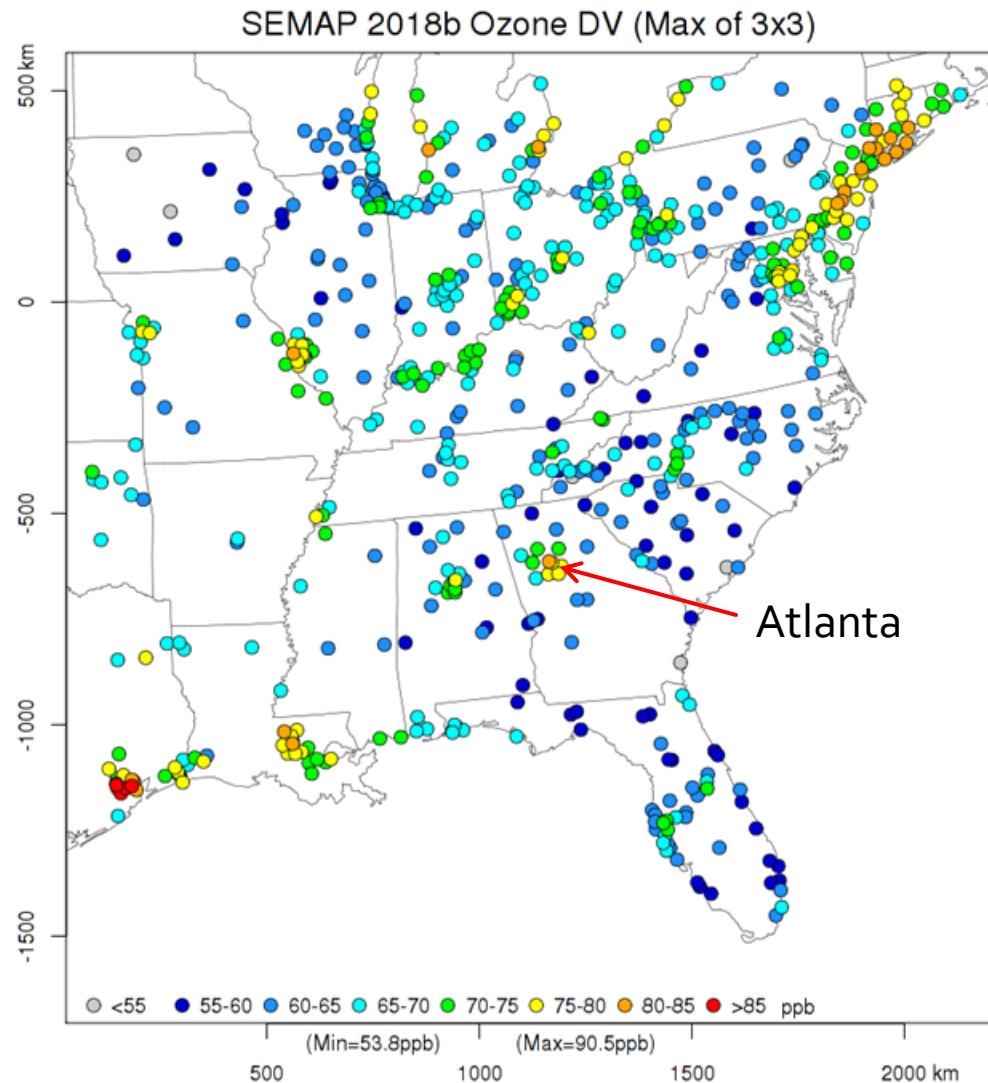 SEMAP 2018b Ozone DV (Max of 3x3)
500 km
0
-500
-1000
-1500
Atlanta
<55 55-60 60-65 65-70 70-75 75-80 80-85 >85 ppb
(Min=53.8ppb) (Max=90.5ppb)
500 1000 1500 2000 km